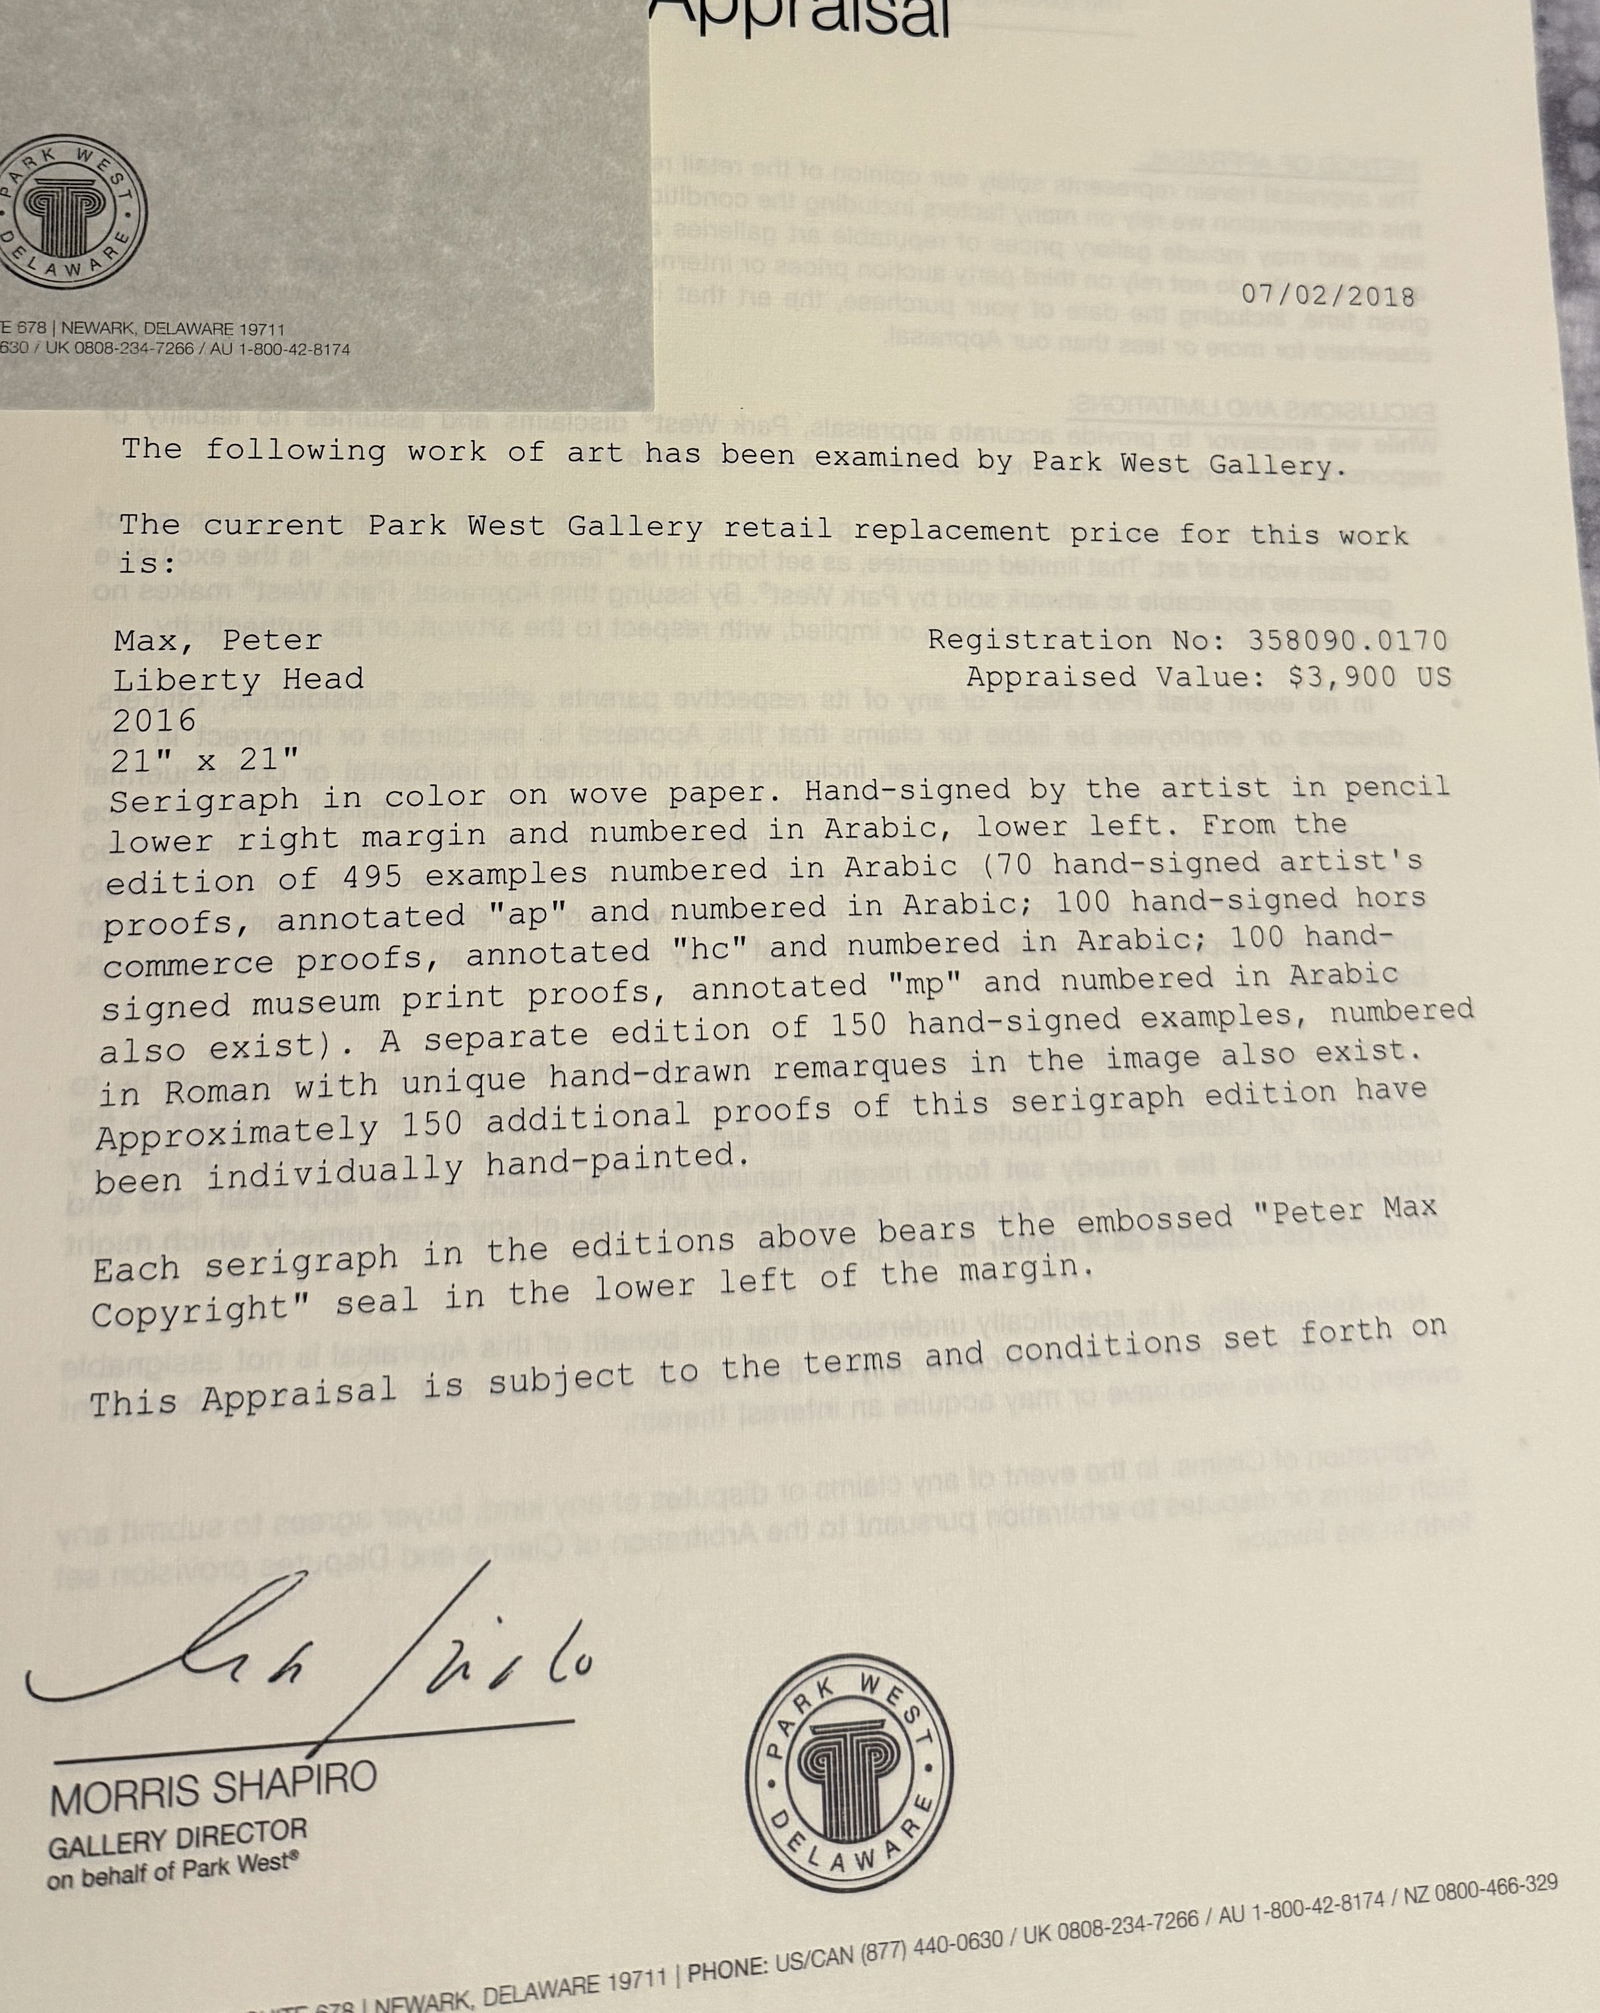 Appraisal
PARK WEST
DELAWARE
678 | NEWARK, DELAWARE 19711
/ UK 0808-234-7266 / AU 1-800-42-8174
07/02/2018
The following work of art has been examined by Park West Gallery.
The current Park West Gallery retail replacement price for this work
is:
Max, Peter
Registration No: 358090.0170
Liberty Head
Appraised Value: $3,900 US
2016
21" x 21"
Serigraph in color on wove paper. Hand-signed by the artist in pencil
lower right margin and numbered in Arabic, lower left. From the
edition of 495 examples numbered in Arabic (70 hand-signed artist's
proofs, annotated "ap" and numbered in Arabic; 100 hand-signed hors
commerce proofs, annotated "hc" and numbered in Arabic; 100 hand-
signed museum print proofs, annotated "mp" and numbered in Arabic
also exist). A separate edition of 150 hand-signed examples, numbered
in Roman with unique hand-drawn remarques in the image also exist.
Approximately 150 additional proofs of this serigraph edition have
been individually hand-painted.
Each serigraph in the editions above bears the embossed "Peter Max
Copyright" seal in the lower left of the margin.
This Appraisal is subject to the terms and conditions set forth on
MORRIS SHAPIRO
GALLERY DIRECTOR
on behalf of Park West®
PARK WEST
DELAWARE
678 | NEWARK, DELAWARE 19711 | PHONE: US/CAN (877) 440-0630 / UK 0808-234-7266 / AU 1-800-42-8174 / NZ 0800-466-329